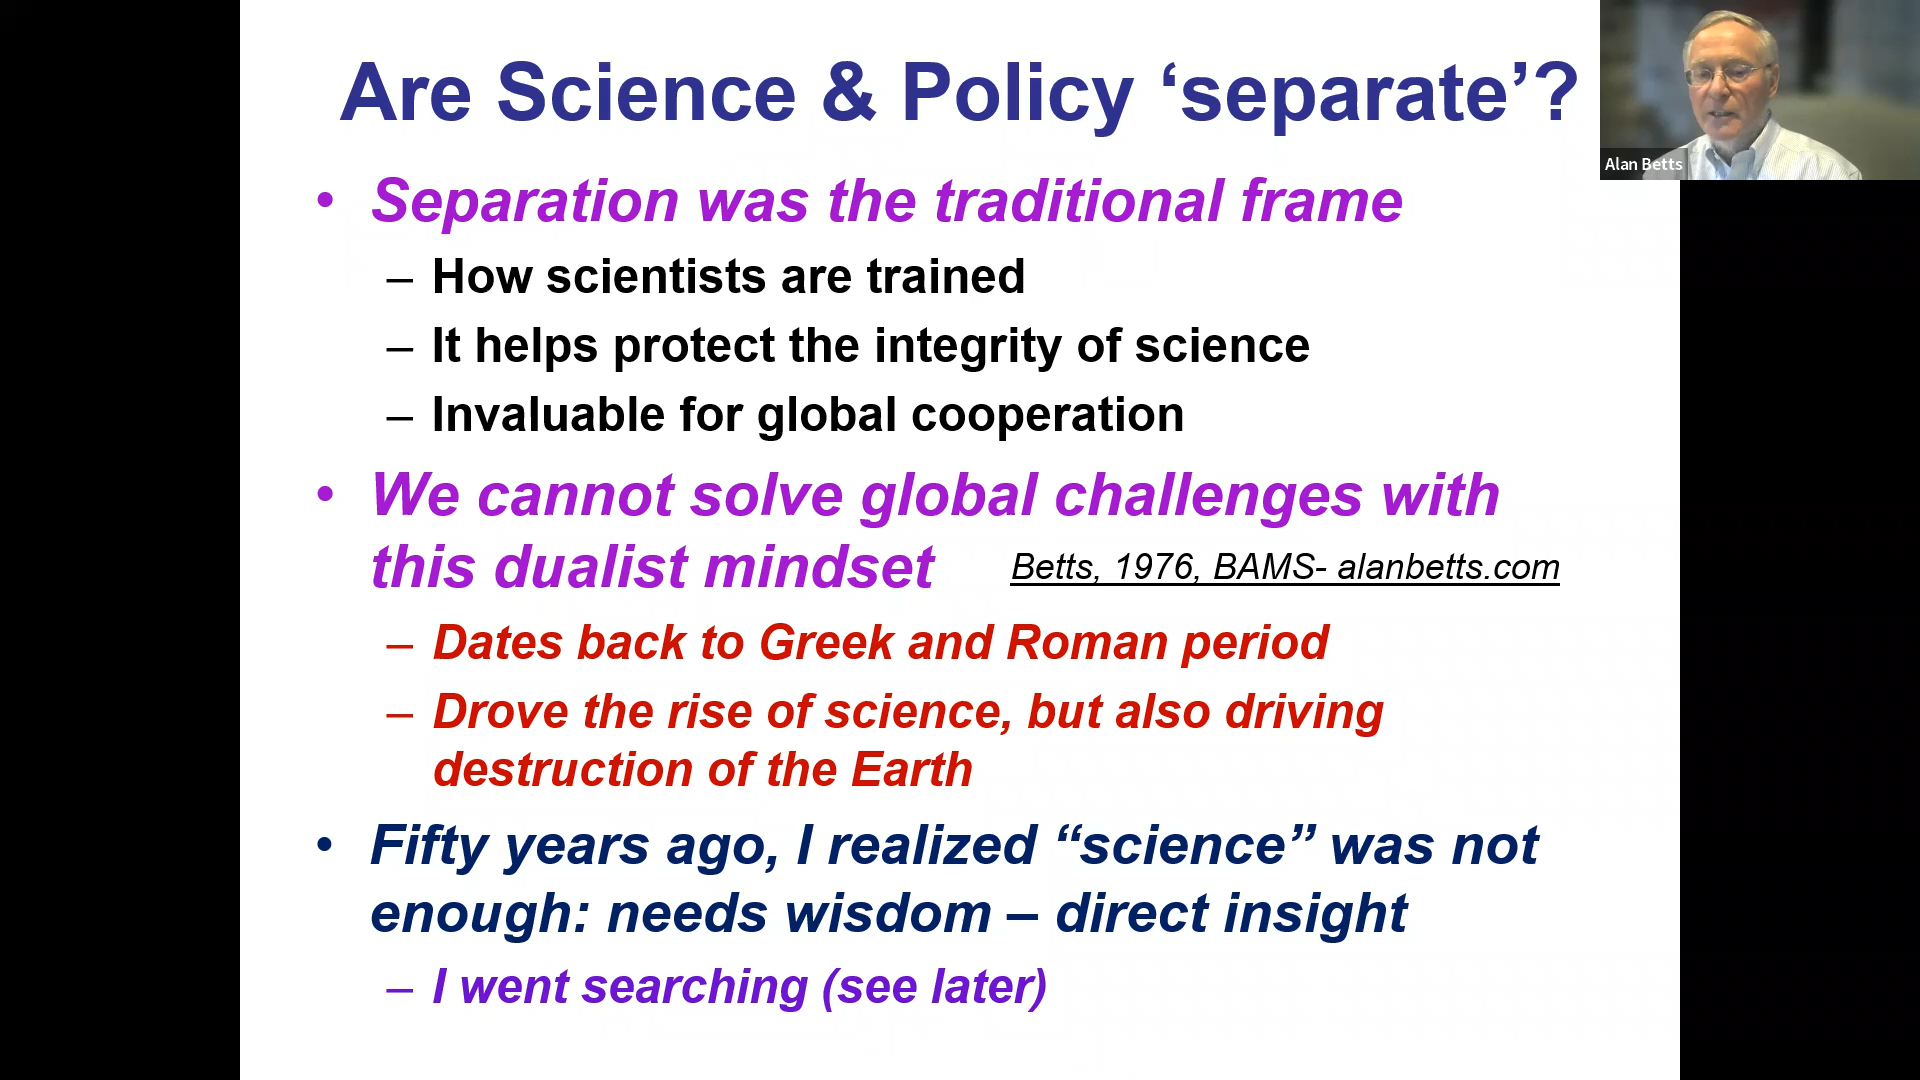 Are Science & Policy ‘separate’?
Alan Betts
• Separation was the traditional frame
– How scientists are trained
– It helps protect the integrity of science
– Invaluable for global cooperation
• We cannot solve global challenges with
this dualist mindset Betts, 1976, BAMS- alanbetts.com
– Dates back to Greek and Roman period
– Drove the rise of science, but also driving
destruction of the Earth
• Fifty years ago, I realized “science” was not
enough: needs wisdom – direct insight
– I went searching (see later)